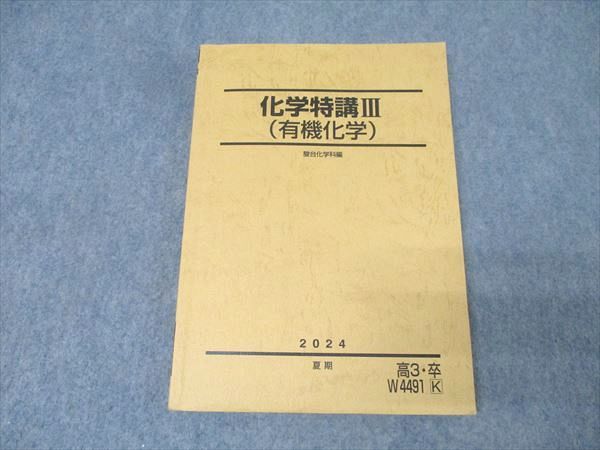 化学特講Ⅲ
(有機化学)
駿台化学科編
2024
夏期
高3・卒
W4491 K